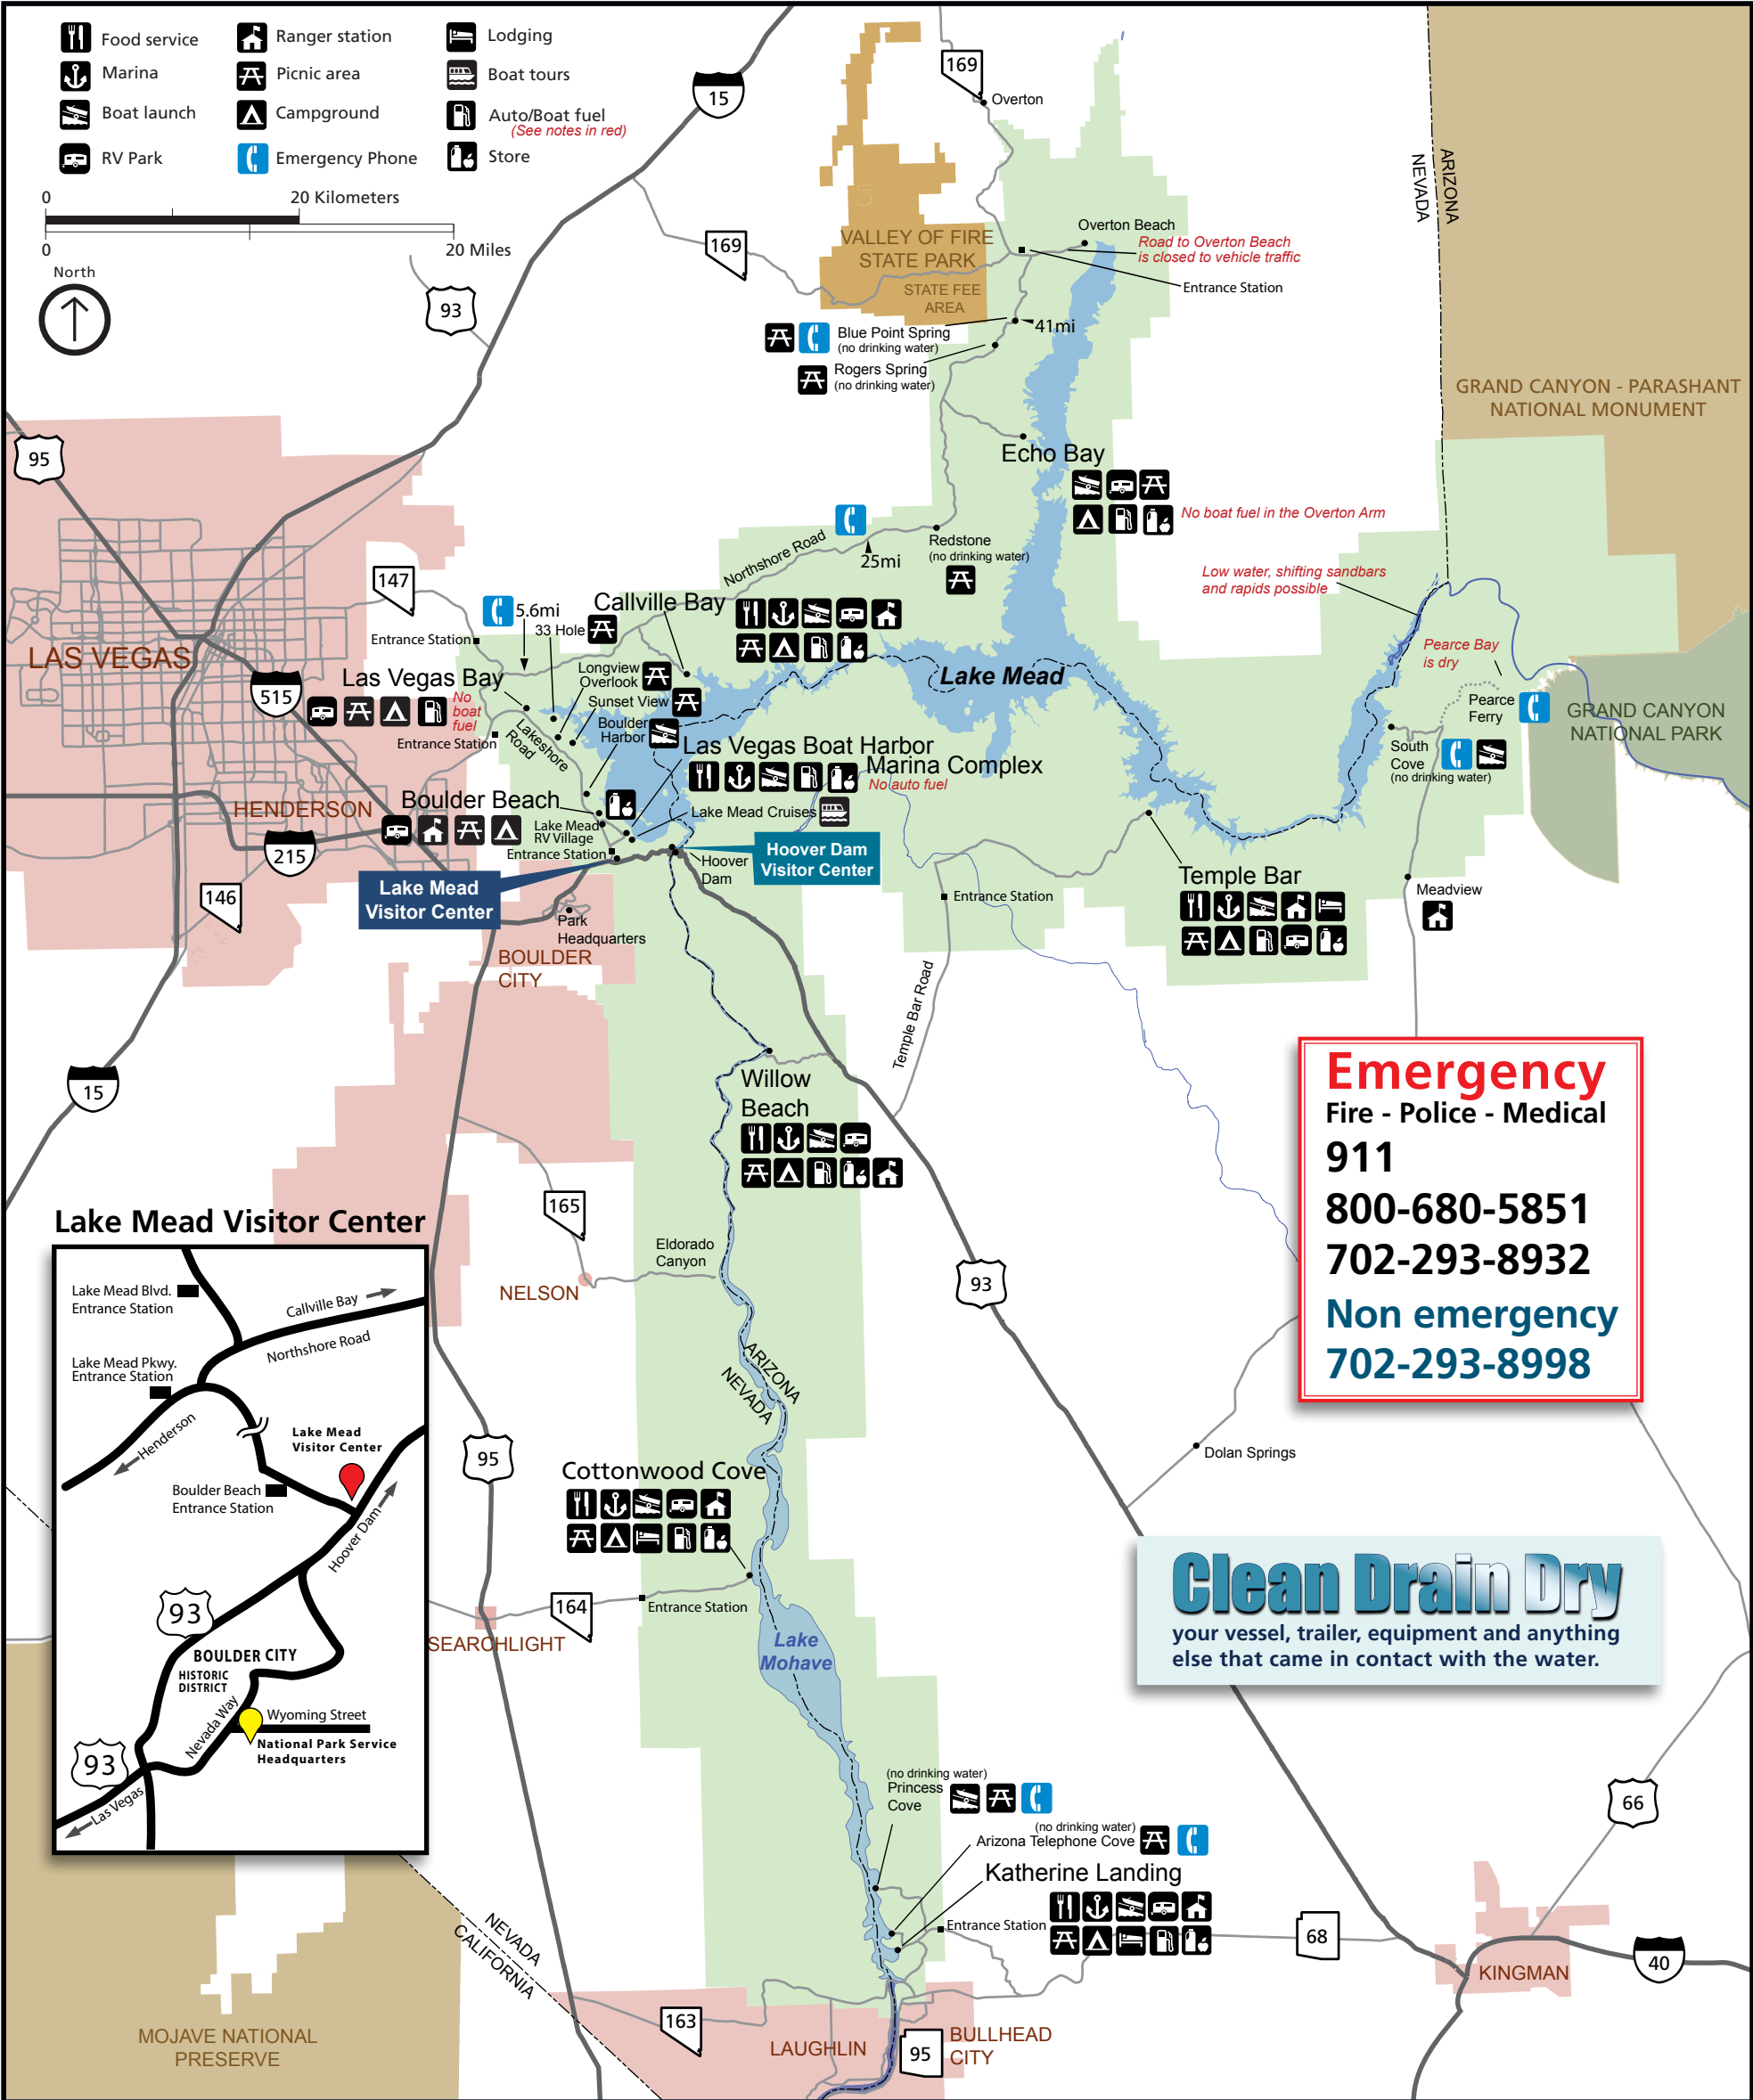 Food service
Marina
Boat launch
RV Park
Ranger station
Picnic area
Campground
Emergency Phone
Lodging
Boat tours
Auto/Boat fuel
(See notes in red)
Store
0 20 Kilometers
0 20 Miles
North
15
93
169
Overton
169
VALLEY OF FIRE
STATE PARK
STATE FEE
AREA
Overton Beach
Road to Overton Beach
is closed to vehicle traffic
Entrance Station
NEVADA
ARIZONA
41mi
Blue Point Spring
(no drinking water)
Rogers Spring
(no drinking water)
GRAND CANYON - PARASHANT
NATIONAL MONUMENT
95
Echo Bay
No boat fuel in the Overton Arm
Redstone
(no drinking water)
Northshore Road
25mi
Low water, shifting sandbars
and rapids possible
147
5.6mi
33 Hole
Callville Bay
Entrance Station
LAS VEGAS
515
Las Vegas Bay
No
boat
fuel
Entrance Station
Longview
Overlook
Sunset View
Boulder
Harbor
Lakeshore
Road
Lake Mead
Pearce Bay
is dry
Pearce
Ferry
GRAND CANYON
NATIONAL PARK
South
Cove
(no drinking water)
Las Vegas Boat Harbor
Marina Complex
No auto fuel
Lake Mead Cruises
HENDERSON
215
146
Boulder Beach
Lake Mead
RV Village
Entrance Station
Hoover Dam
Visitor Center
Hoover
Dam
Lake Mead
Visitor Center
Park
Headquarters
BOULDER
CITY
Entrance Station
Temple Bar
Meadview
Temple Bar Road
15
Willow
Beach
Emergency
Fire - Police - Medical
911
800-680-5851
702-293-8932
Non emergency
702-293-8998
165
Eldorado
Canyon
NELSON
93
ARIZONA
NEVADA
Lake Mead Visitor Center
Lake Mead Blvd.
Entrance Station
Callville Bay
Northshore Road
Lake Mead Pkwy.
Entrance Station
Henderson
Lake Mead
Visitor Center
Boulder Beach
Entrance Station
Hoover Dam
93
BOULDER CITY
HISTORIC
DISTRICT
Nevada Way
Wyoming Street
National Park Service
Headquarters
93
Las Vegas
95
Dolan Springs
Cottonwood Cove
164
Entrance Station
SEARCHLIGHT
Lake
Mohave
Clean Drain Dry
your vessel, trailer, equipment and anything
else that came in contact with the water.
(no drinking water)
Princess
Cove
(no drinking water)
Arizona Telephone Cove
Katherine Landing
Entrance Station
66
68
KINGMAN
40
NEVADA
CALIFORNIA
163
LAUGHLIN
95
BULLHEAD
CITY
MOJAVE NATIONAL
PRESERVE